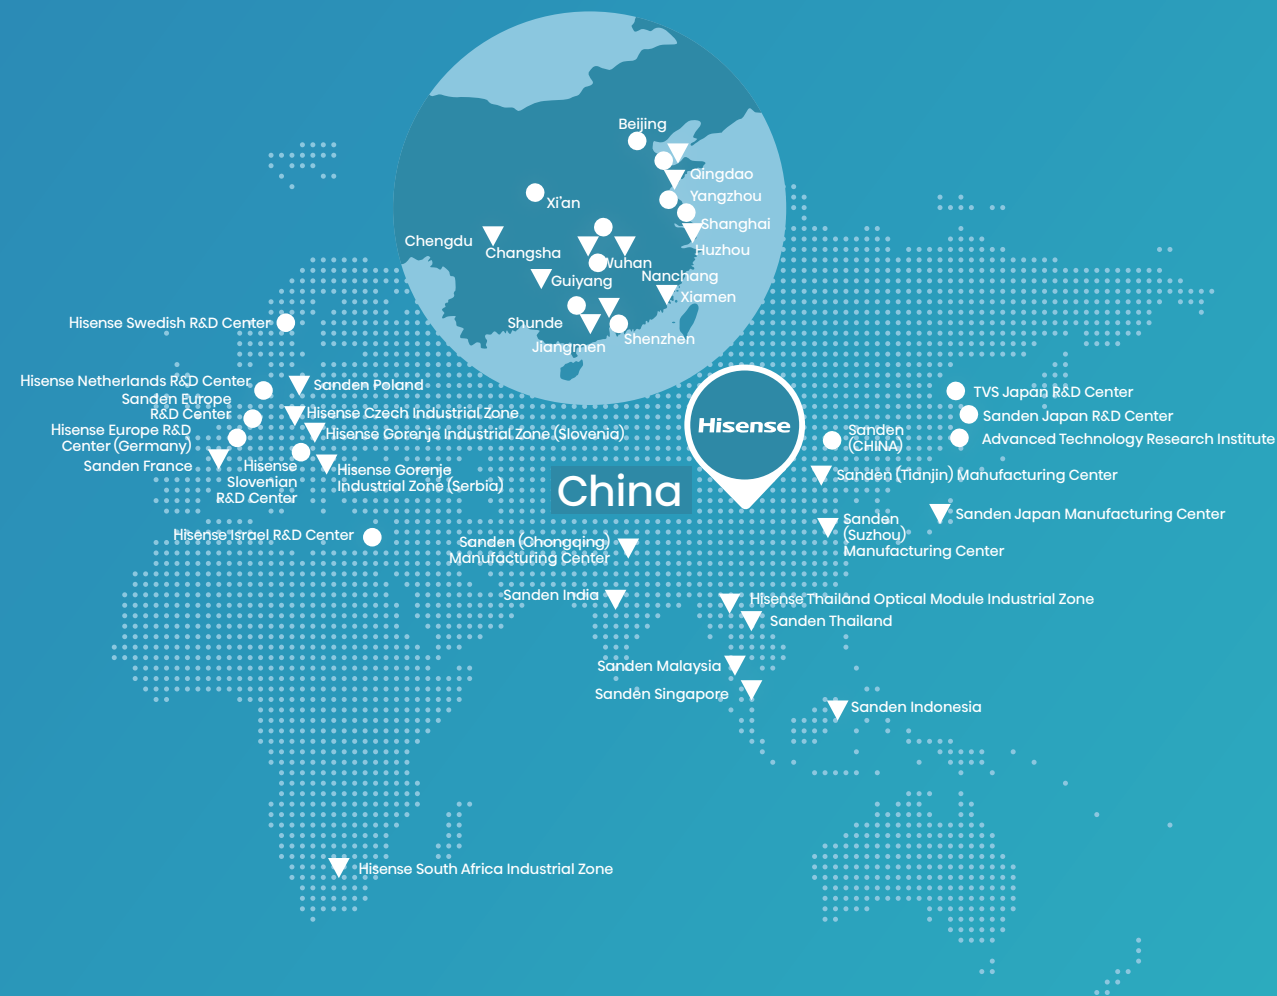 Beijing
Qingdao
Yangzhou
Xi'an
Shanghai
Chengdu
Changsha
Huzhou
Wuhan
Nanchang
Guiyang
Xiamen
Shunde
Shenzhen
Jiangmen
Hisense Swedish R&D Center
Hisense Netherlands R&D Center
Sanden Europe
R&D Center
Hisense Europe R&D
Center (Germany)
Sanden France
Sanden Poland
Hisense Czech Industrial Zone
Hisense Gorenje Industrial Zone (Slovenia)
Hisense
Slovenian
R&D Center
Hisense Gorenje
Industrial Zone (Serbia)
Hisense Israel R&D Center
China
Hisense
Sanden
(CHINA)
TVS Japan R&D Center
Sanden Japan R&D Center
Advanced Technology Research Institute
Sanden (Tianjin) Manufacturing Center
Sanden Japan Manufacturing Center
Sanden
(Suzhou)
Manufacturing Center
Sanden (Chongqing)
Manufacturing Center
Sanden India
Hisense Thailand Optical Module Industrial Zone
Sanden Thailand
Sanden Malaysia
Sanden Singapore
Sanden Indonesia
Hisense South Africa Industrial Zone